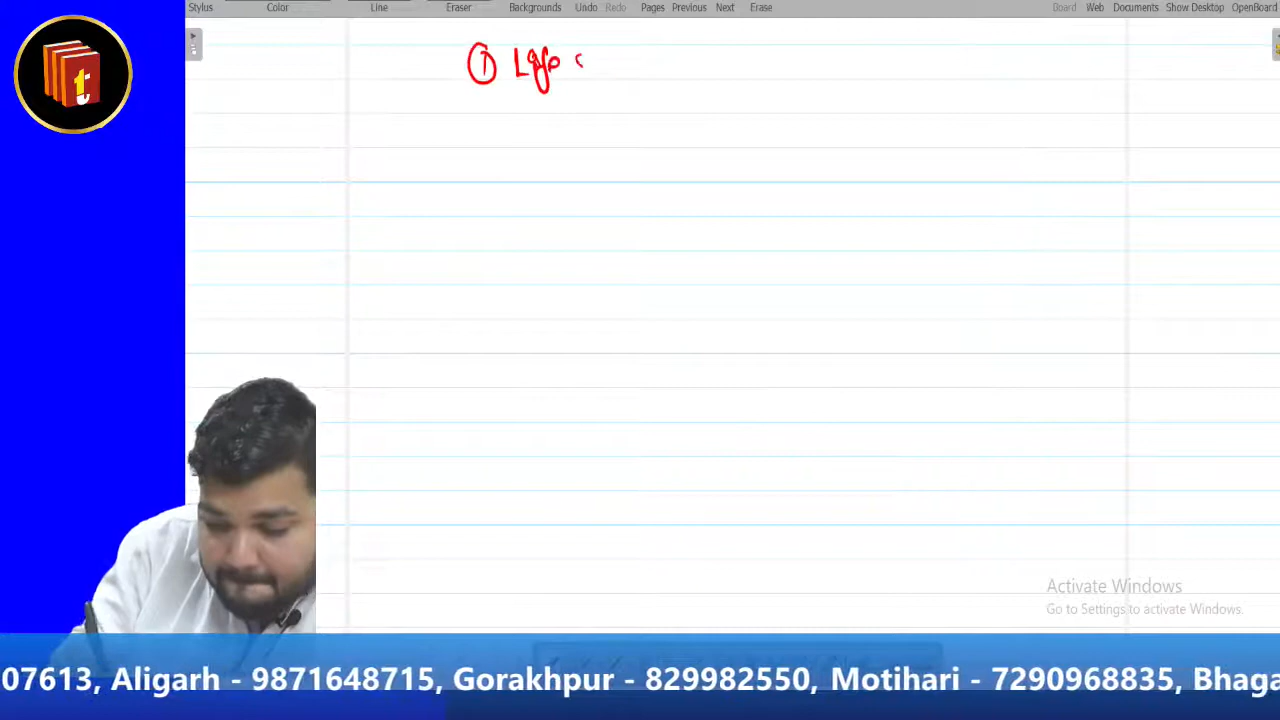 Stylus Color Line Eraser Backgrounds Undo Redo Pages Previous Next Erase Board Web Documents Show Desktop OpenBoard
t
① Life
Activate Windows
Go to Settings to activate Windows.
07613, Aligarh - 9871648715, Gorakhpur - 829982550, Motihari - 7290968835, Bhaga